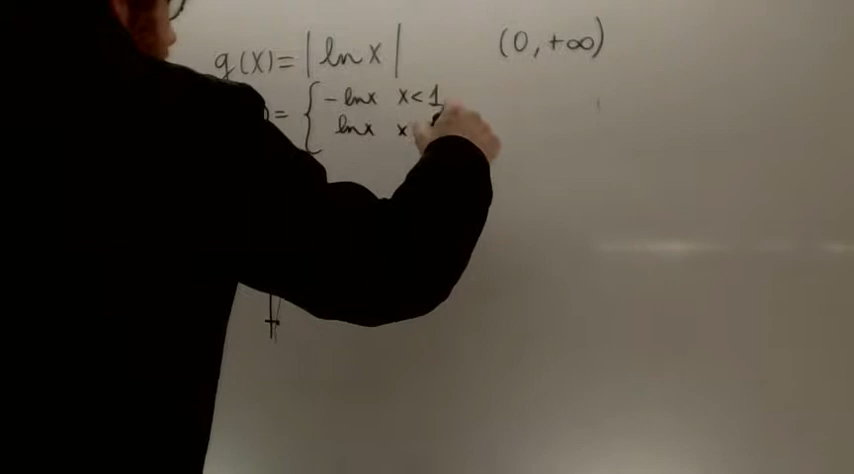 g(x) = |ln x| (0, +∞)
= { -ln x x < 1
ln x x